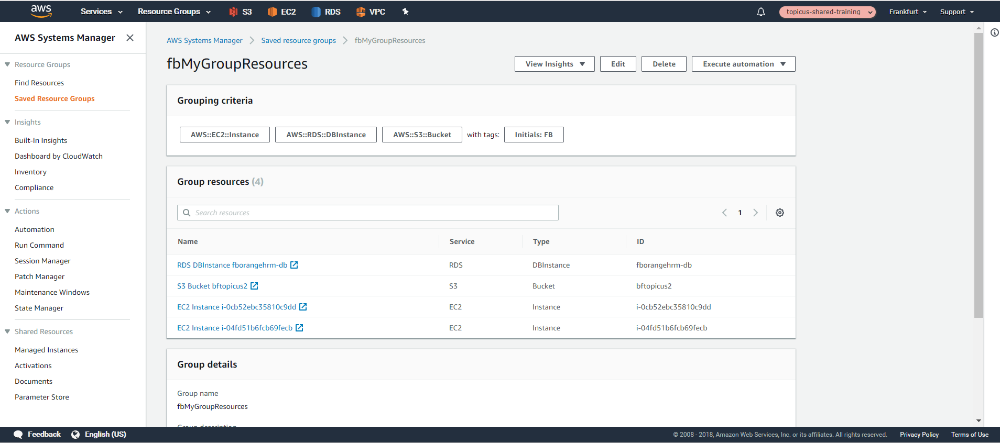 aws Services Resource Groups S3 EC2 RDS VPC topicus-shared-training Frankfurt Support
AWS Systems Manager
Resource Groups
Find Resources
Saved Resource Groups
Insights
Built-In Insights
Dashboard by CloudWatch
Inventory
Compliance
Actions
Automation
Run Command
Session Manager
Patch Manager
Maintenance Windows
State Manager
Shared Resources
Managed Instances
Activations
Documents
Parameter Store
AWS Systems Manager Saved resource groups fbMyGroupResources
fbMyGroupResources View Insights Edit Delete Execute automation
Grouping criteria
AWS::EC2::Instance AWS::RDS::DBInstance AWS::S3::Bucket with tags: Initials: FB
Group resources (4)
Search resources 1
Name Service Type ID
RDS DBInstance fborangehrm-db RDS DBInstance fborangehrm-db
S3 Bucket bftopicus2 S3 Bucket bftopicus2
EC2 Instance i-0cb52ebc35810c9dd EC2 Instance i-0cb52ebc35810c9dd
EC2 Instance i-04fd51b6fcb69fecb EC2 Instance i-04fd51b6fcb69fecb
Group details
Group name
fbMyGroupResources
Group description
Feedback English (US) © 2008 - 2018, Amazon Web Services, Inc. or its affiliates. All rights reserved. Privacy Policy Terms of Use